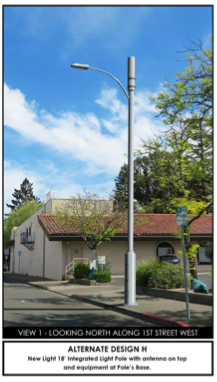 VIEW 1 - LOOKING NORTH ALONG 1ST STREET WEST
ALTERNATE DESIGN H
New Light 18' Integrated Light Pole with antenna on top
and equipment at Pole's Base.